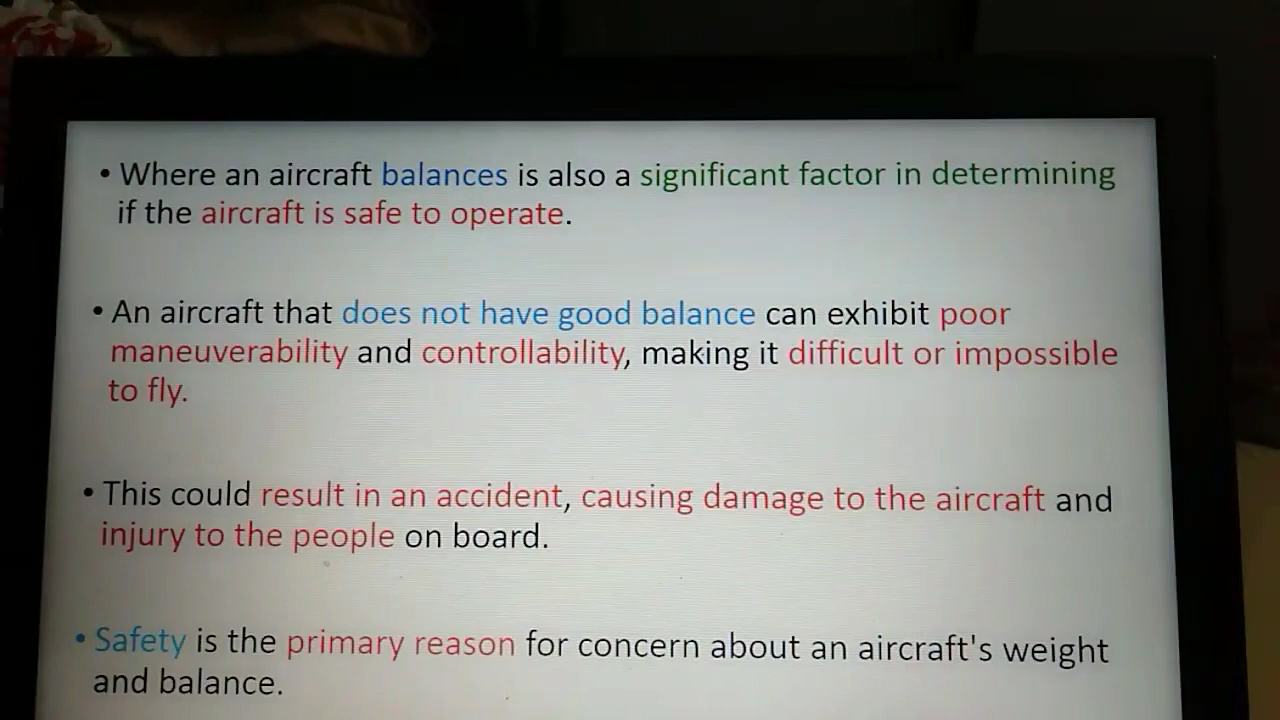 • Where an aircraft balances is also a significant factor in determining
if the aircraft is safe to operate.
• An aircraft that does not have good balance can exhibit poor
maneuverability and controllability, making it difficult or impossible
to fly.
• This could result in an accident, causing damage to the aircraft and
injury to the people on board.
• Safety is the primary reason for concern about an aircraft's weight
and balance.